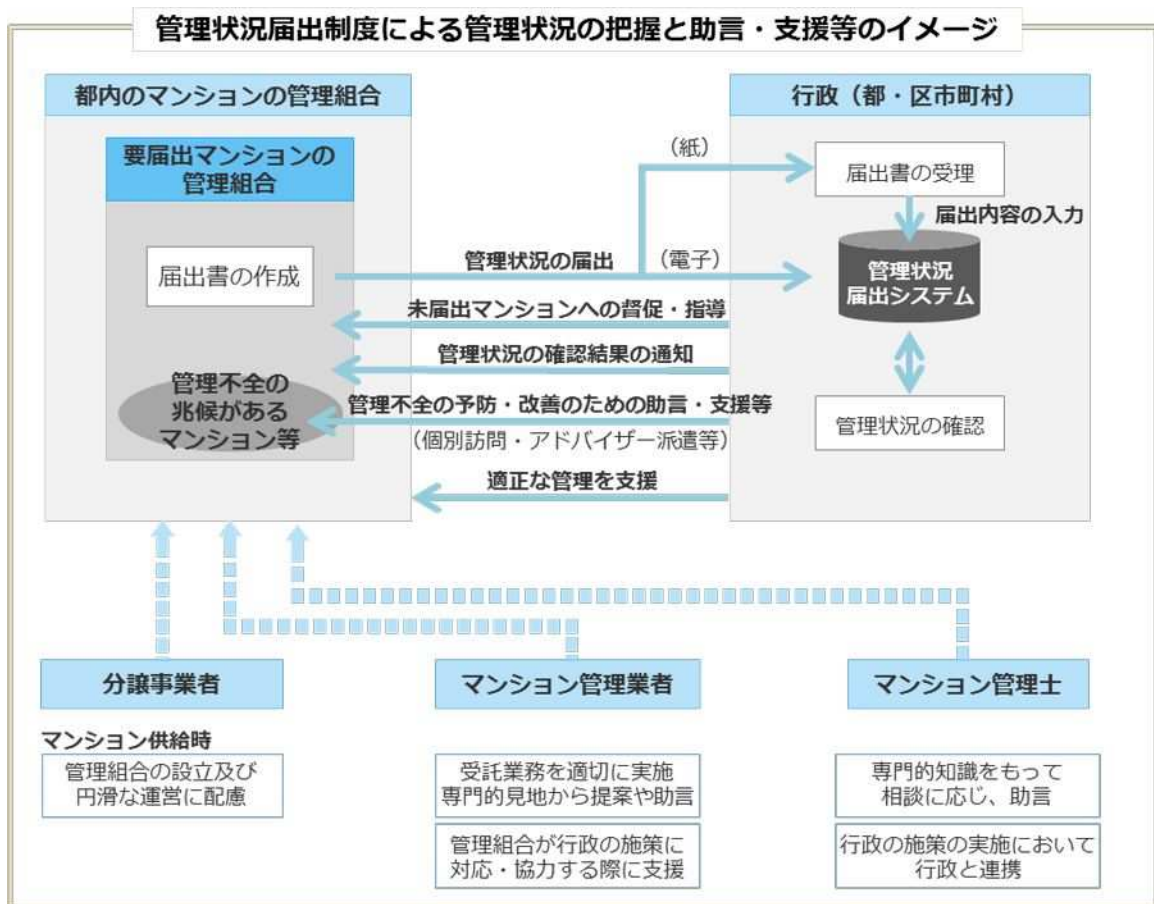 管理状況届出制度による管理状況の把握と助言・支援等のイメージ
都内のマンションの管理組合
要届出マンションの
管理組合
届出書の作成
管理不全の
兆候がある
マンション等
管理状況の届出
（紙）
（電子）
未届出マンションへの督促・指導
管理状況の確認結果の通知
管理不全の予防・改善のための助言・支援等
（個別訪問・アドバイザー派遣等）
適正な管理を支援
行政（都・区市町村）
届出書の受理
届出内容の入力
管理状況
届出システム
管理状況の確認
分譲事業者
マンション供給時
管理組合の設立及び
円滑な運営に配慮
マンション管理業者
受託業務を適切に実施
専門的見地から提案や助言
管理組合が行政の施策に
対応・協力する際に支援
マンション管理士
専門的知識をもって
相談に応じ、助言
行政の施策の実施において
行政と連携